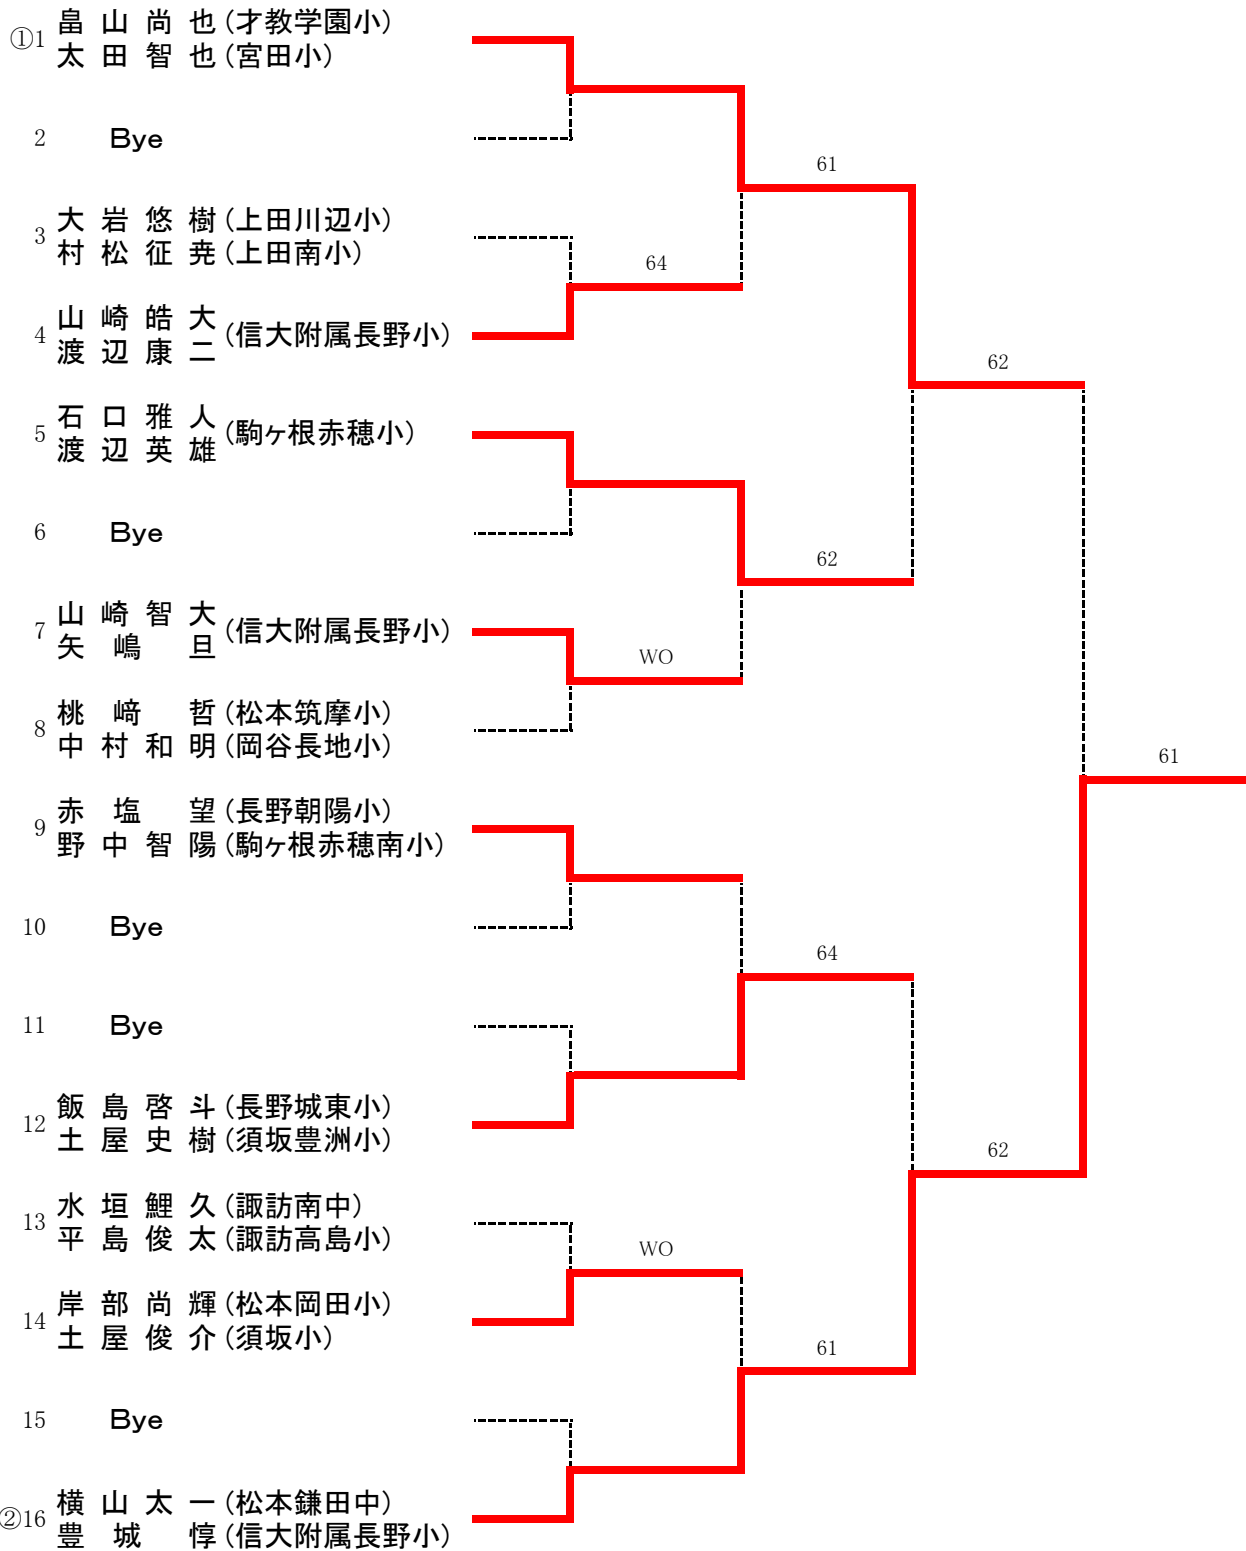 ①1 畠山尚也(才教学園小)
太田智也(宮田小)
2 Bye
61
3 大岩悠樹(上田川辺小)
村松征尭(上田南小)
64
4 山崎皓大 (信大附属長野小)
渡辺康二
62
5 石口雅人 (駒ヶ根赤穂小)
渡辺英雄
6 Bye
62
7 山崎智大 (信大附属長野小)
矢嶋旦
WO
8 桃﨑哲(松本筑摩小)
中村和明(岡谷長地小)
61
9 赤塩望(長野朝陽小)
野中智陽(駒ヶ根赤穂南小)
10 Bye
64
11 Bye
12 飯島啓斗(長野城東小)
土屋史樹(須坂豊洲小)
62
13 水垣鯉久(諏訪南中)
平島俊太(諏訪高島小)
WO
14 岸部尚輝(松本岡田小)
土屋俊介(須坂小)
61
15 Bye
②16 横山太一(松本鎌田中)
豊城惇(信大附属長野小)